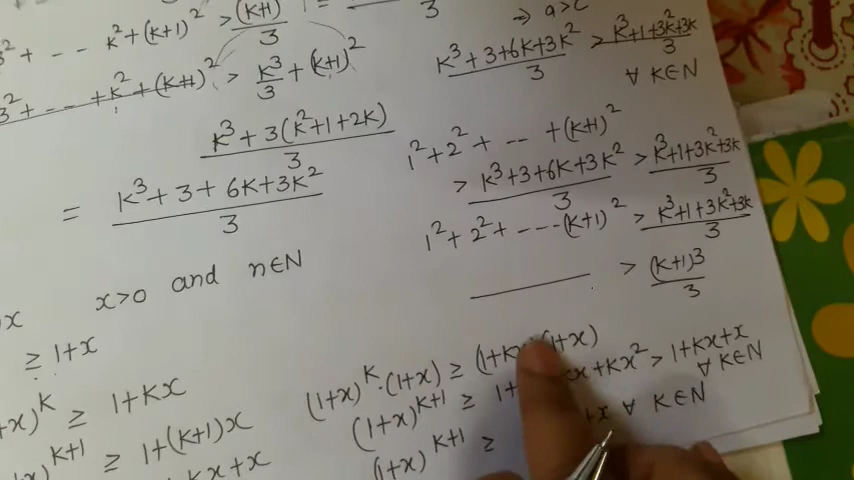 3² + - - k² + (k+1)² > (k+1) / 3
3² + - - - + k² + (k+1)² > k³/3 + (k+1)²
k³ + 3(k² + 1 + 2k) / 3
= k³ + 3 + 6k + 3k² / 3
x>0 and n∈N
≥ 1+x
+x)^k ≥ 1+kx
≥ 1+(k+1)x
3
⇒ a>c
k³ + 3 + 6k + 3k² / 3 > k³ + 1 + 3k² + 3k / 3
∀ k∈N
1² + 2² + - - - + (k+1)²
> k³ + 3 + 6k + 3k² / 3 > k³ + 1 + 3k² + 3k / 3
1² + 2² + - - - - (k+1)² > k³ + 1 + 3k² + 3k / 3
> (k+1)3 / 3
(1+x)^k · (1+x) ≥ (1+kx) (1+x)
(1+x)^k+1 ≥ x + kx² > 1 + kx + x
∀ k∈N
(1+x)^k+1 ≥ +x ∀ k∈N